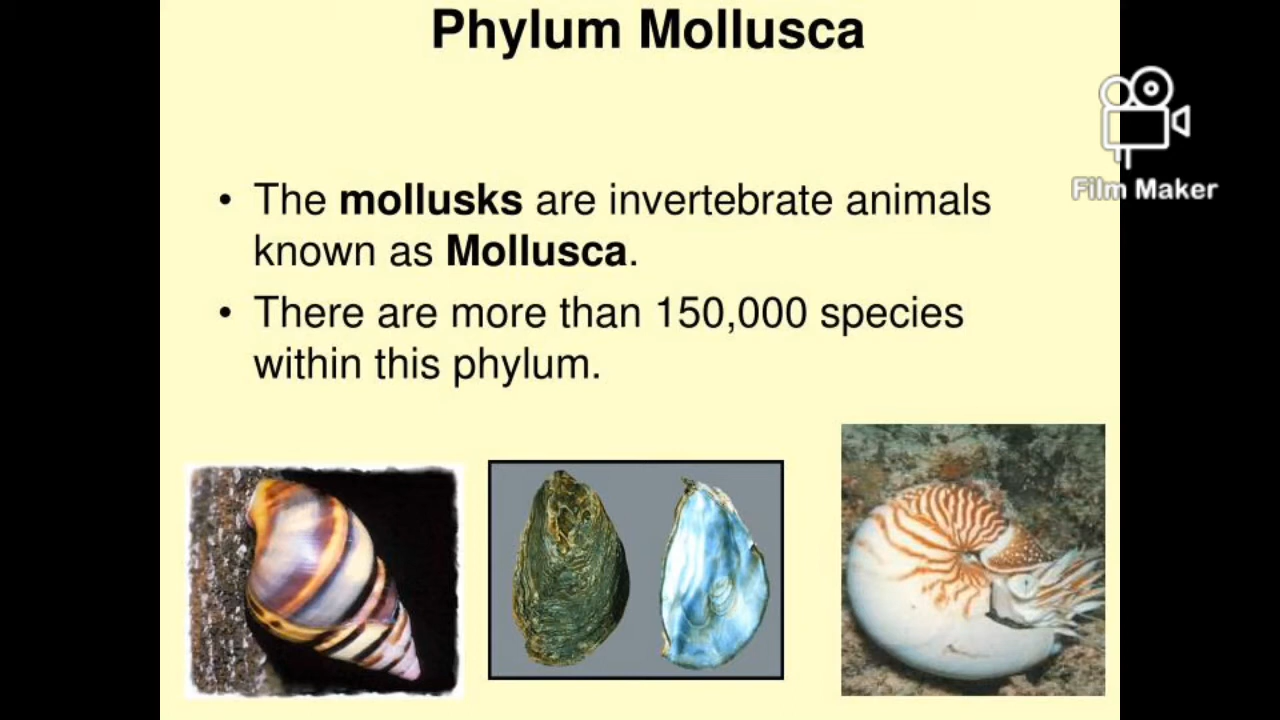 Phylum Mollusca
Film Maker
• The mollusks are invertebrate animals
known as Mollusca.
• There are more than 150,000 species
within this phylum.